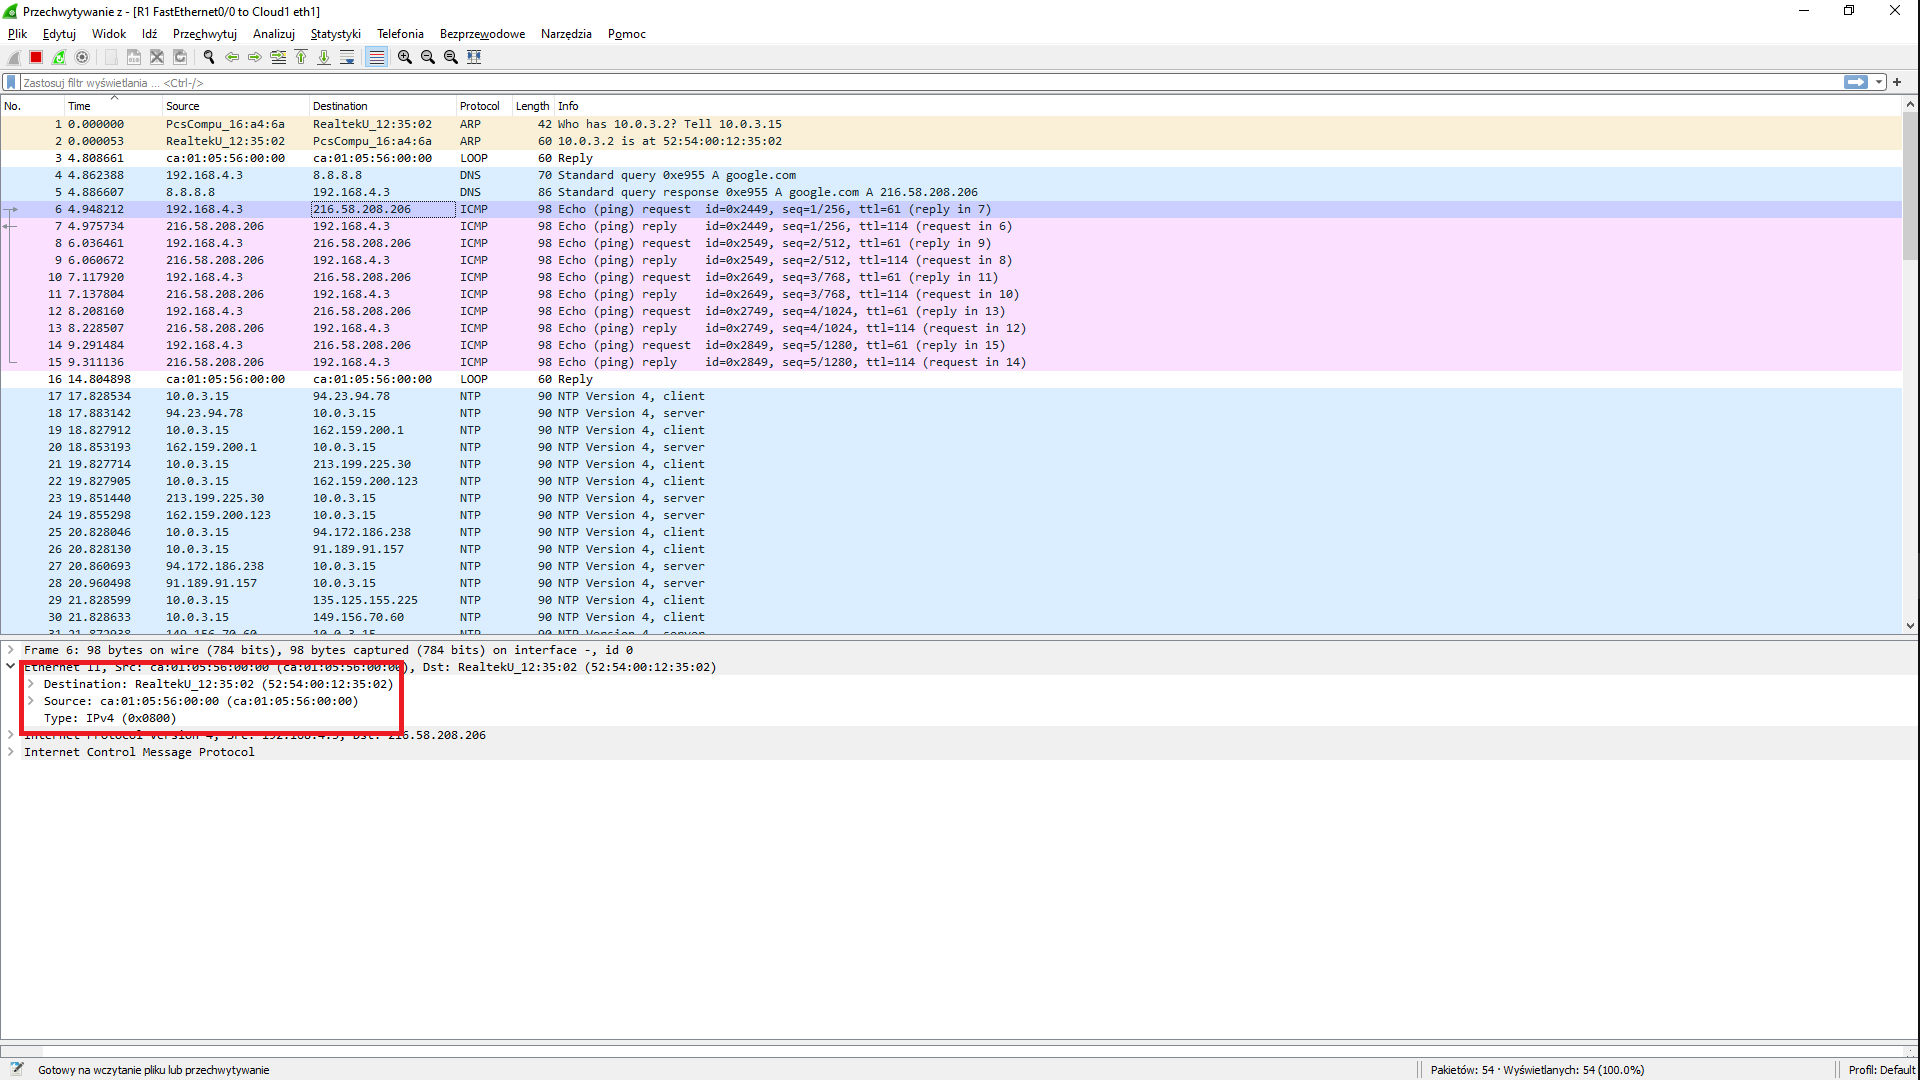 Przechwytywanie z - [R1 FastEthernet0/0 to Cloud1 eth1]
Plik Edytuj Widok Idź Przechwytuj Analizuj Statystyki Telefonia Bezprzewodowe Narzędzia Pomoc
Zastosuj filtr wyświetlania ... <Ctrl-/>
No. Time Source Destination Protocol Length Info
1 0.000000 PcsCompu_16:a4:6a RealtekU_12:35:02 ARP 42 Who has 10.0.3.2? Tell 10.0.3.15
2 0.000053 RealtekU_12:35:02 PcsCompu_16:a4:6a ARP 60 10.0.3.2 is at 52:54:00:12:35:02
3 4.808661 ca:01:05:56:00:00 ca:01:05:56:00:00 LOOP 60 Reply
4 4.862388 192.168.4.3 8.8.8.8 DNS 70 Standard query 0xe955 A google.com
5 4.886607 8.8.8.8 192.168.4.3 DNS 86 Standard query response 0xe955 A google.com A 216.58.208.206
6 4.948212 192.168.4.3 216.58.208.206 ICMP 98 Echo (ping) request id=0x2449, seq=1/256, ttl=61 (reply in 7)
7 4.975734 216.58.208.206 192.168.4.3 ICMP 98 Echo (ping) reply id=0x2449, seq=1/256, ttl=114 (request in 6)
8 6.036461 192.168.4.3 216.58.208.206 ICMP 98 Echo (ping) request id=0x2549, seq=2/512, ttl=61 (reply in 9)
9 6.060672 216.58.208.206 192.168.4.3 ICMP 98 Echo (ping) reply id=0x2549, seq=2/512, ttl=114 (request in 8)
10 7.117920 192.168.4.3 216.58.208.206 ICMP 98 Echo (ping) request id=0x2649, seq=3/768, ttl=61 (reply in 11)
11 7.137804 216.58.208.206 192.168.4.3 ICMP 98 Echo (ping) reply id=0x2649, seq=3/768, ttl=114 (request in 10)
12 8.208160 192.168.4.3 216.58.208.206 ICMP 98 Echo (ping) request id=0x2749, seq=4/1024, ttl=61 (reply in 13)
13 8.228507 216.58.208.206 192.168.4.3 ICMP 98 Echo (ping) reply id=0x2749, seq=4/1024, ttl=114 (request in 12)
14 9.291484 192.168.4.3 216.58.208.206 ICMP 98 Echo (ping) request id=0x2849, seq=5/1280, ttl=61 (reply in 15)
15 9.311136 216.58.208.206 192.168.4.3 ICMP 98 Echo (ping) reply id=0x2849, seq=5/1280, ttl=114 (request in 14)
16 14.804898 ca:01:05:56:00:00 ca:01:05:56:00:00 LOOP 60 Reply
17 17.828534 10.0.3.15 94.23.94.78 NTP 90 NTP Version 4, client
18 17.883142 94.23.94.78 10.0.3.15 NTP 90 NTP Version 4, server
19 18.827912 10.0.3.15 162.159.200.1 NTP 90 NTP Version 4, client
20 18.853193 162.159.200.1 10.0.3.15 NTP 90 NTP Version 4, server
21 19.827714 10.0.3.15 213.199.225.30 NTP 90 NTP Version 4, client
22 19.827905 10.0.3.15 162.159.200.123 NTP 90 NTP Version 4, client
23 19.851440 213.199.225.30 10.0.3.15 NTP 90 NTP Version 4, server
24 19.855298 162.159.200.123 10.0.3.15 NTP 90 NTP Version 4, server
25 20.828046 10.0.3.15 94.172.186.238 NTP 90 NTP Version 4, client
26 20.828130 10.0.3.15 91.189.91.157 NTP 90 NTP Version 4, client
27 20.860693 94.172.186.238 10.0.3.15 NTP 90 NTP Version 4, server
28 20.960498 91.189.91.157 10.0.3.15 NTP 90 NTP Version 4, server
29 21.828599 10.0.3.15 135.125.155.225 NTP 90 NTP Version 4, client
30 21.828633 10.0.3.15 149.156.70.60 NTP 90 NTP Version 4, client
31 21.872938 149.156.70.60 10.0.3.15 NTP 90 NTP Version 4, server
Frame 6: 98 bytes on wire (784 bits), 98 bytes captured (784 bits) on interface -, id 0
Ethernet II, Src: ca:01:05:56:00:00 (ca:01:05:56:00:00), Dst: RealtekU_12:35:02 (52:54:00:12:35:02)
Destination: RealtekU_12:35:02 (52:54:00:12:35:02)
Source: ca:01:05:56:00:00 (ca:01:05:56:00:00)
Type: IPv4 (0x0800)
Internet Protocol Version 4, Src: 192.168.4.3, Dst: 216.58.208.206
Internet Control Message Protocol
Gotowy na wczytanie pliku lub przechwytywanie
Pakietów: 54 · Wyświetlanych: 54 (100.0%)
Profil: Default